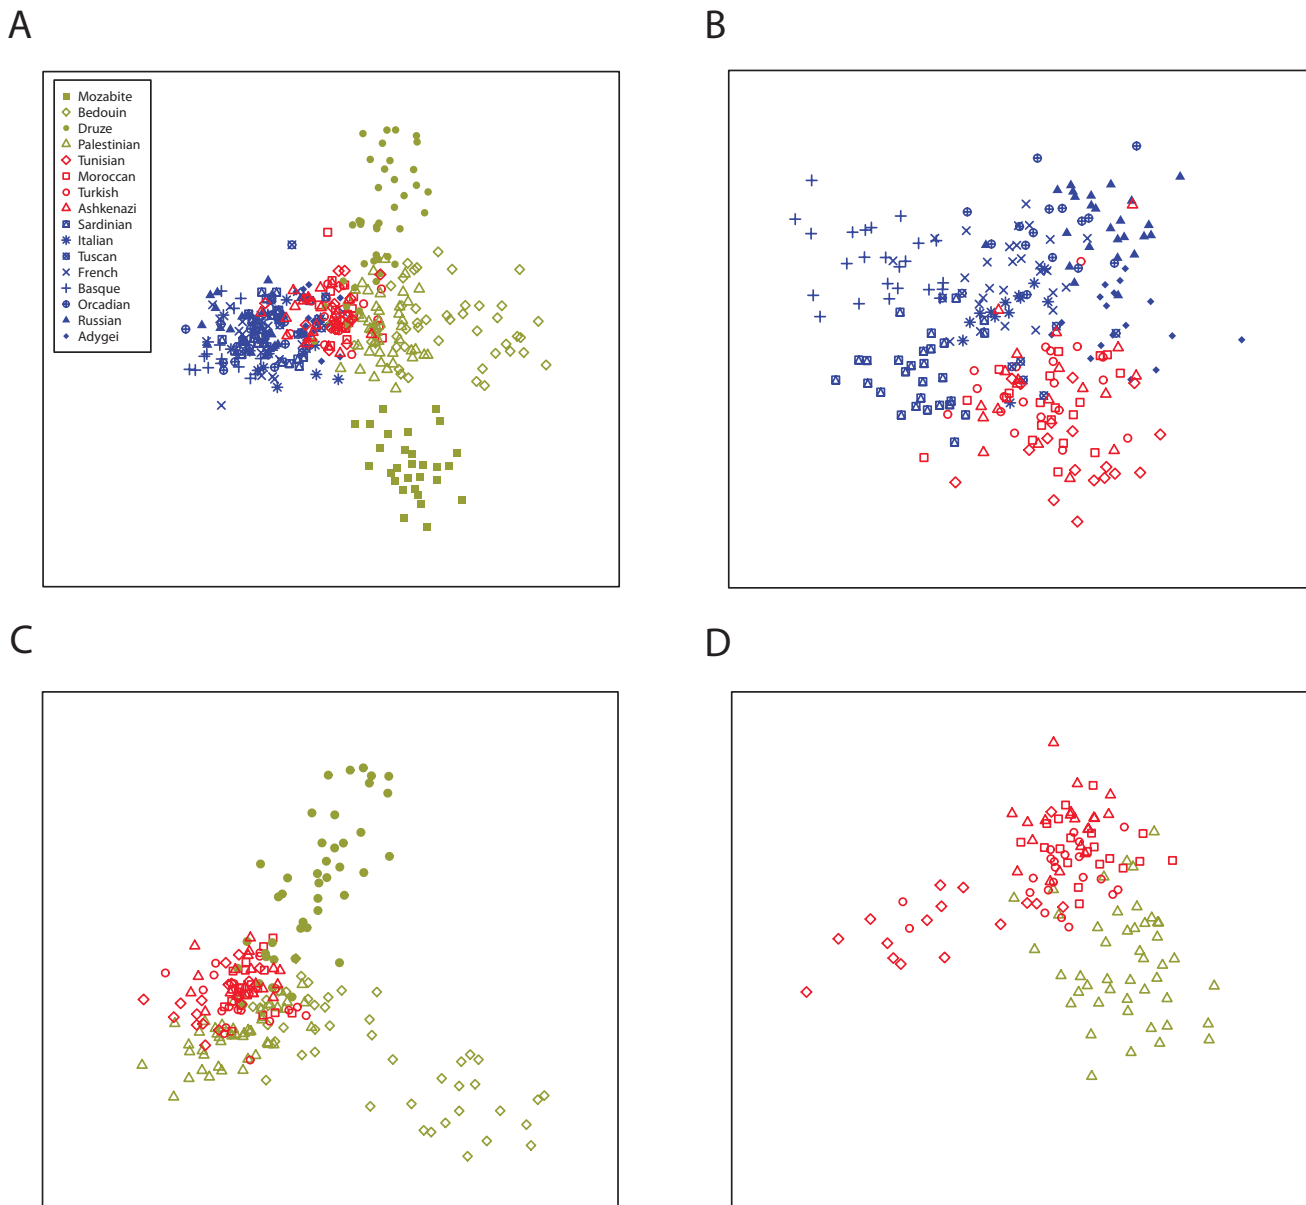 A
B
Mozabite
Bedouin
Druze
Palestinian
Tunisian
Moroccan
Turkish
Ashkenazi
Sardinian
Italian
Tuscan
French
Basque
Orcadian
Russian
Adygei
C
D